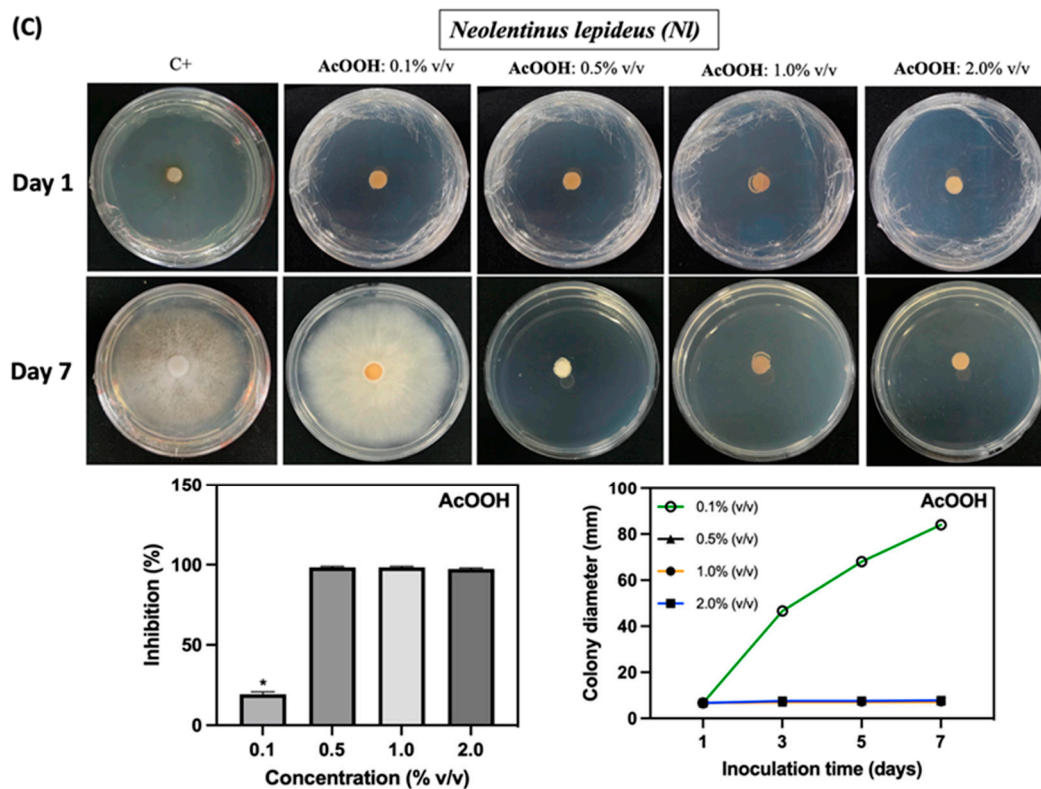 (C)
Neolentinus lepideus (Nl)
C+
AcOOH: 0.1% v/v
AcOOH: 0.5% v/v
AcOOH: 1.0% v/v
AcOOH: 2.0% v/v
Day 1
Day 7
AcOOH
150
100
50
0
Inhibition (%)
*
0.1
0.5
1.0
2.0
Concentration (% v/v)
AcOOH
100
80
60
40
20
0
Colony diameter (mm)
0.1% (v/v)
0.5% (v/v)
1.0% (v/v)
2.0% (v/v)
1
3
5
7
Inoculation time (days)